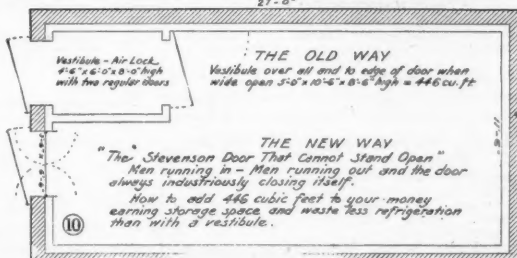 27'-0"
Vestibule - Air Lock
4'-6" x 6'-0" x 8'-0" high
with two regular doors
THE OLD WAY
Vestibule over all and to edge of door when
wide open 5'-0" x 10'-6" x 8'-6" high = 446 cu. ft
THE NEW WAY
"The "Stevenson Door That Cannot Stand Open"
Men running in - Men running out and the door
always industriously closing itself.
How to add 446 cubic feet to your money
earning storage space and waste less refrigeration
than with a vestibule.
10